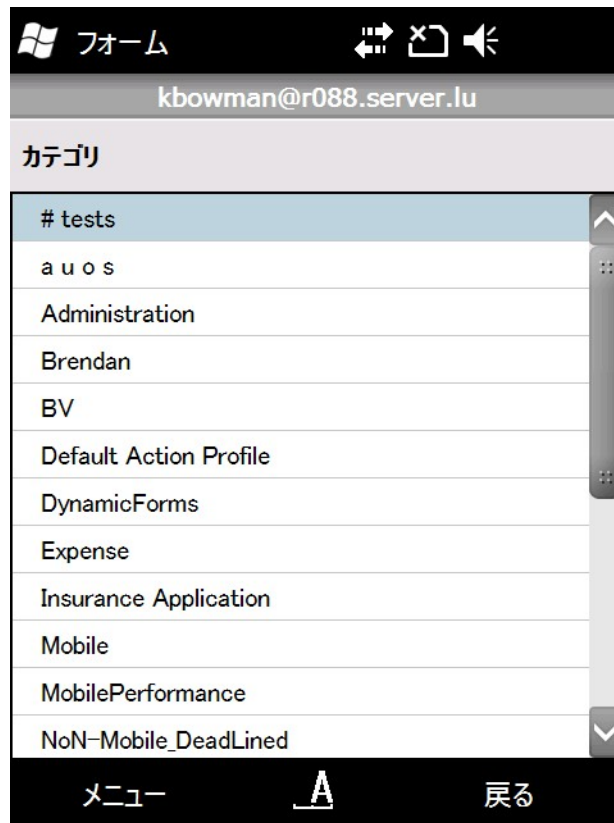 フォーム
kbowman@r088.server.lu
カテゴリ
# tests
a u o s
Administration
Brendan
BV
Default Action Profile
DynamicForms
Expense
Insurance Application
Mobile
MobilePerformance
NoN-Mobile_DeadLined
メニュー A 戻る